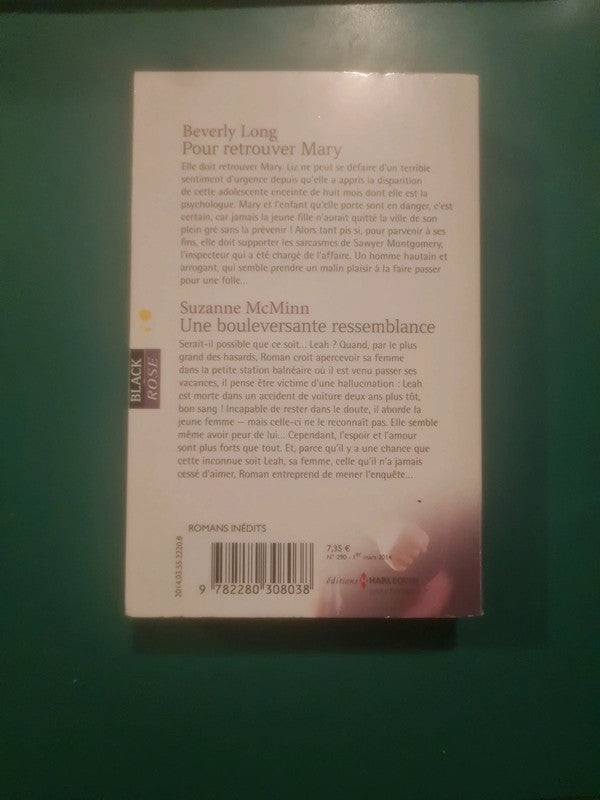 Beverly Long
Pour retrouver Mary
Elle doit retrouver Mary. Liz ne peut se défaire d'un terrible
sentiment d'urgence depuis qu'elle a appris la disparition
de cette adolescente enceinte de huit mois dont elle est la
psychologue. Mary et l'enfant qu'elle porte sont en danger, c'est
certain, car jamais la jeune fille n'aurait quitté la ville de son
plein gré sans la prévenir ! Alors tant pis si, pour parvenir à ses
fins, elle doit supporter les sarcasmes de Sawyer Montgomery,
l'inspecteur qui a été chargé de l'affaire. Un homme hautain et
arrogant, qui semble prendre un malin plaisir à la faire passer
pour une folle...
Suzanne McMinn
Une bouleversante ressemblance
Serait-il possible que ce soit... Leah ? Quand, par le plus
grand des hasards, Roman croit apercevoir sa femme
dans la petite station balnéaire où il est venu passer ses
vacances, il pense être victime d'une hallucination : Leah
est morte dans un accident de voiture deux ans plus tôt,
bon sang ! Incapable de rester dans le doute, il aborde la
jeune femme — mais celle-ci ne le reconnaît pas. Elle semble
même avoir peur de lui... Cependant, l'espoir et l'amour
sont plus forts que tout. Et, parce qu'il y a une chance que
cette inconnue soit Leah, sa femme, celle qu'il n'a jamais
cessé d'aimer, Roman entreprend de mener l'enquête...
BLACK
ROSE
ROMANS INÉDITS
2014.03.55.2220.8
9 782280 308038
7,35 €
N° 290 - 1er mars 2014
éditions HARLEQUIN